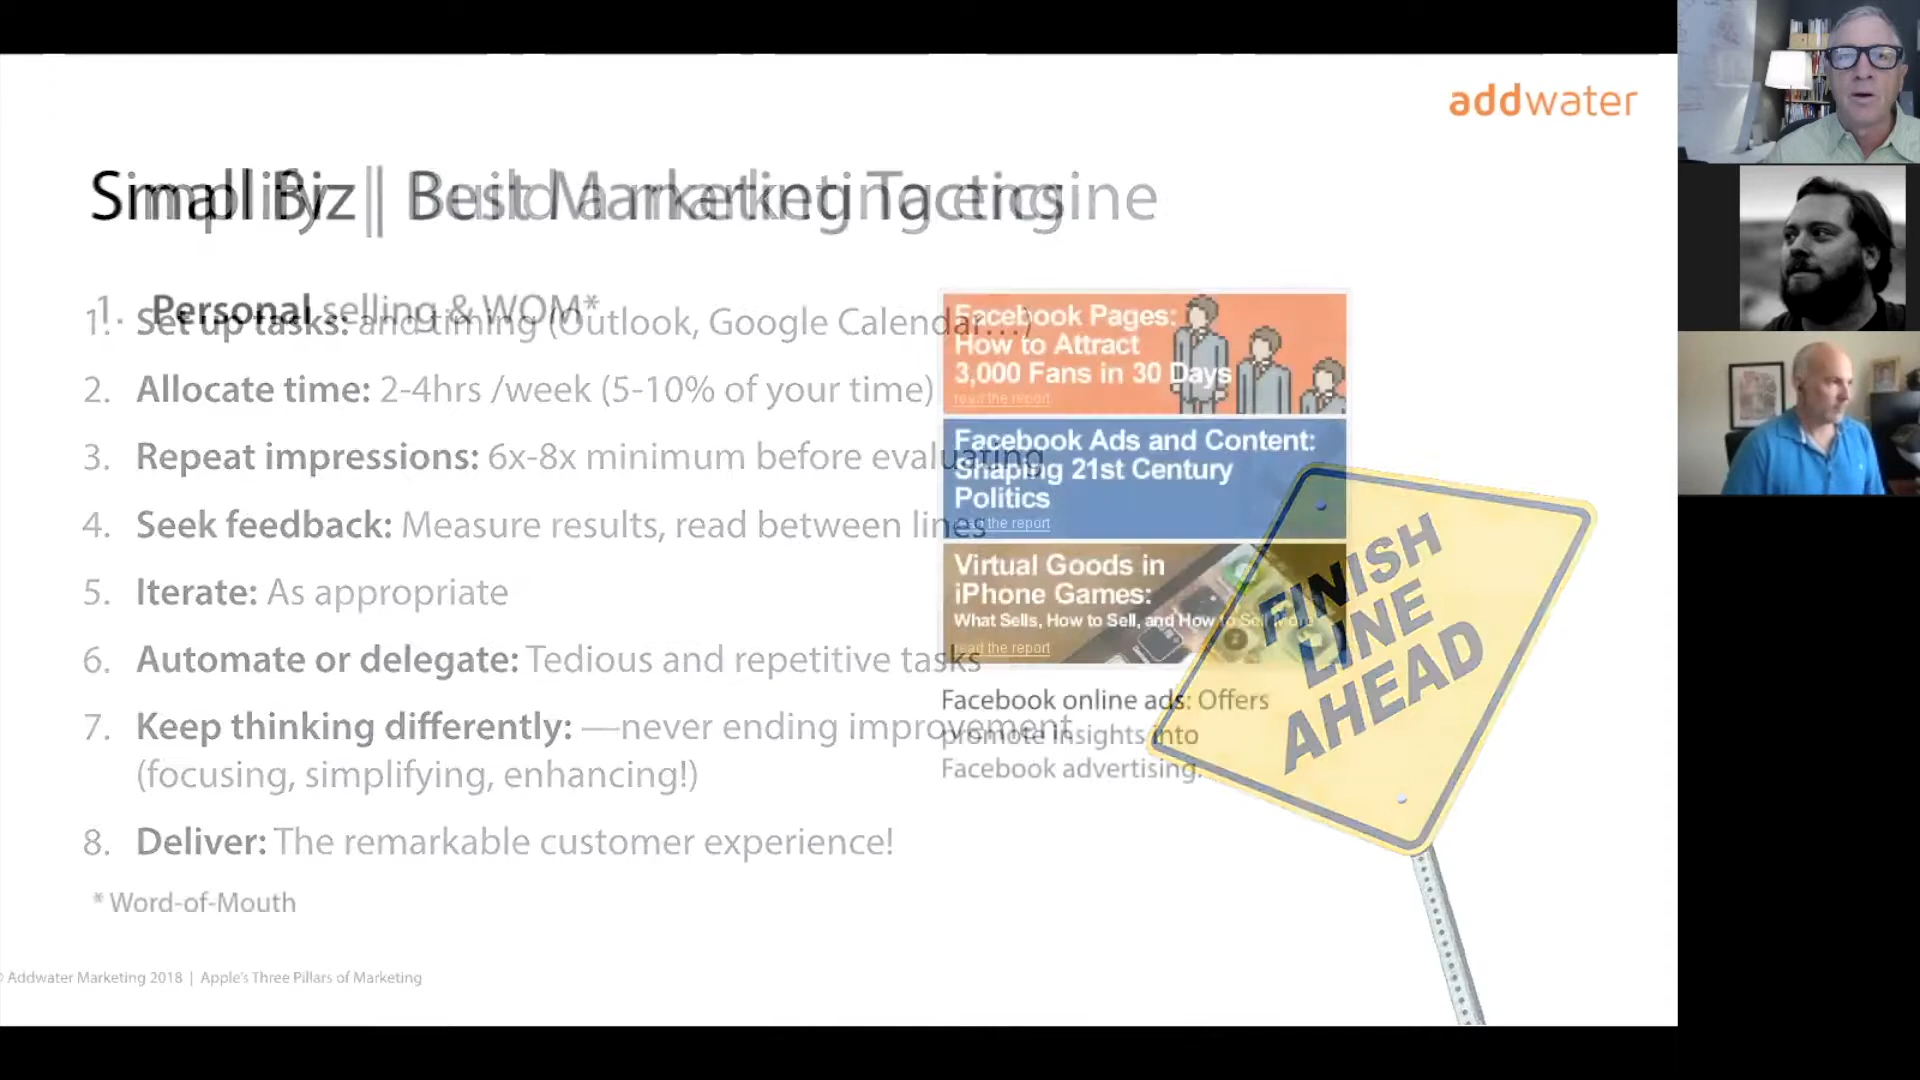 addwater
Small Biz | Best Marketing Tactics
Simplify | Build a marketing engine
1. Personal selling & WOM*
1. Set up tasks: and timing (Outlook, Google Calendar…)
2. Allocate time: 2-4hrs /week (5-10% of your time)
3. Repeat impressions: 6x-8x minimum before evaluating
4. Seek feedback: Measure results, read between lines
5. Iterate: As appropriate
6. Automate or delegate: Tedious and repetitive tasks
7. Keep thinking differently: —never ending improvement
(focusing, simplifying, enhancing!)
8. Deliver: The remarkable customer experience!
* Word-of-Mouth
Facebook Pages:
How to Attract
3,000 Fans in 30 Days
read the report
Facebook Ads and Content:
Shaping 21st Century
Politics
read the report
Virtual Goods in
iPhone Games:
What Sells, How to Sell, and How to Sell More
read the report
Facebook online ads: Offers
promote insights into
Facebook advertising.
FINISH
LINE
AHEAD
© Addwater Marketing 2018 | Apple's Three Pillars of Marketing